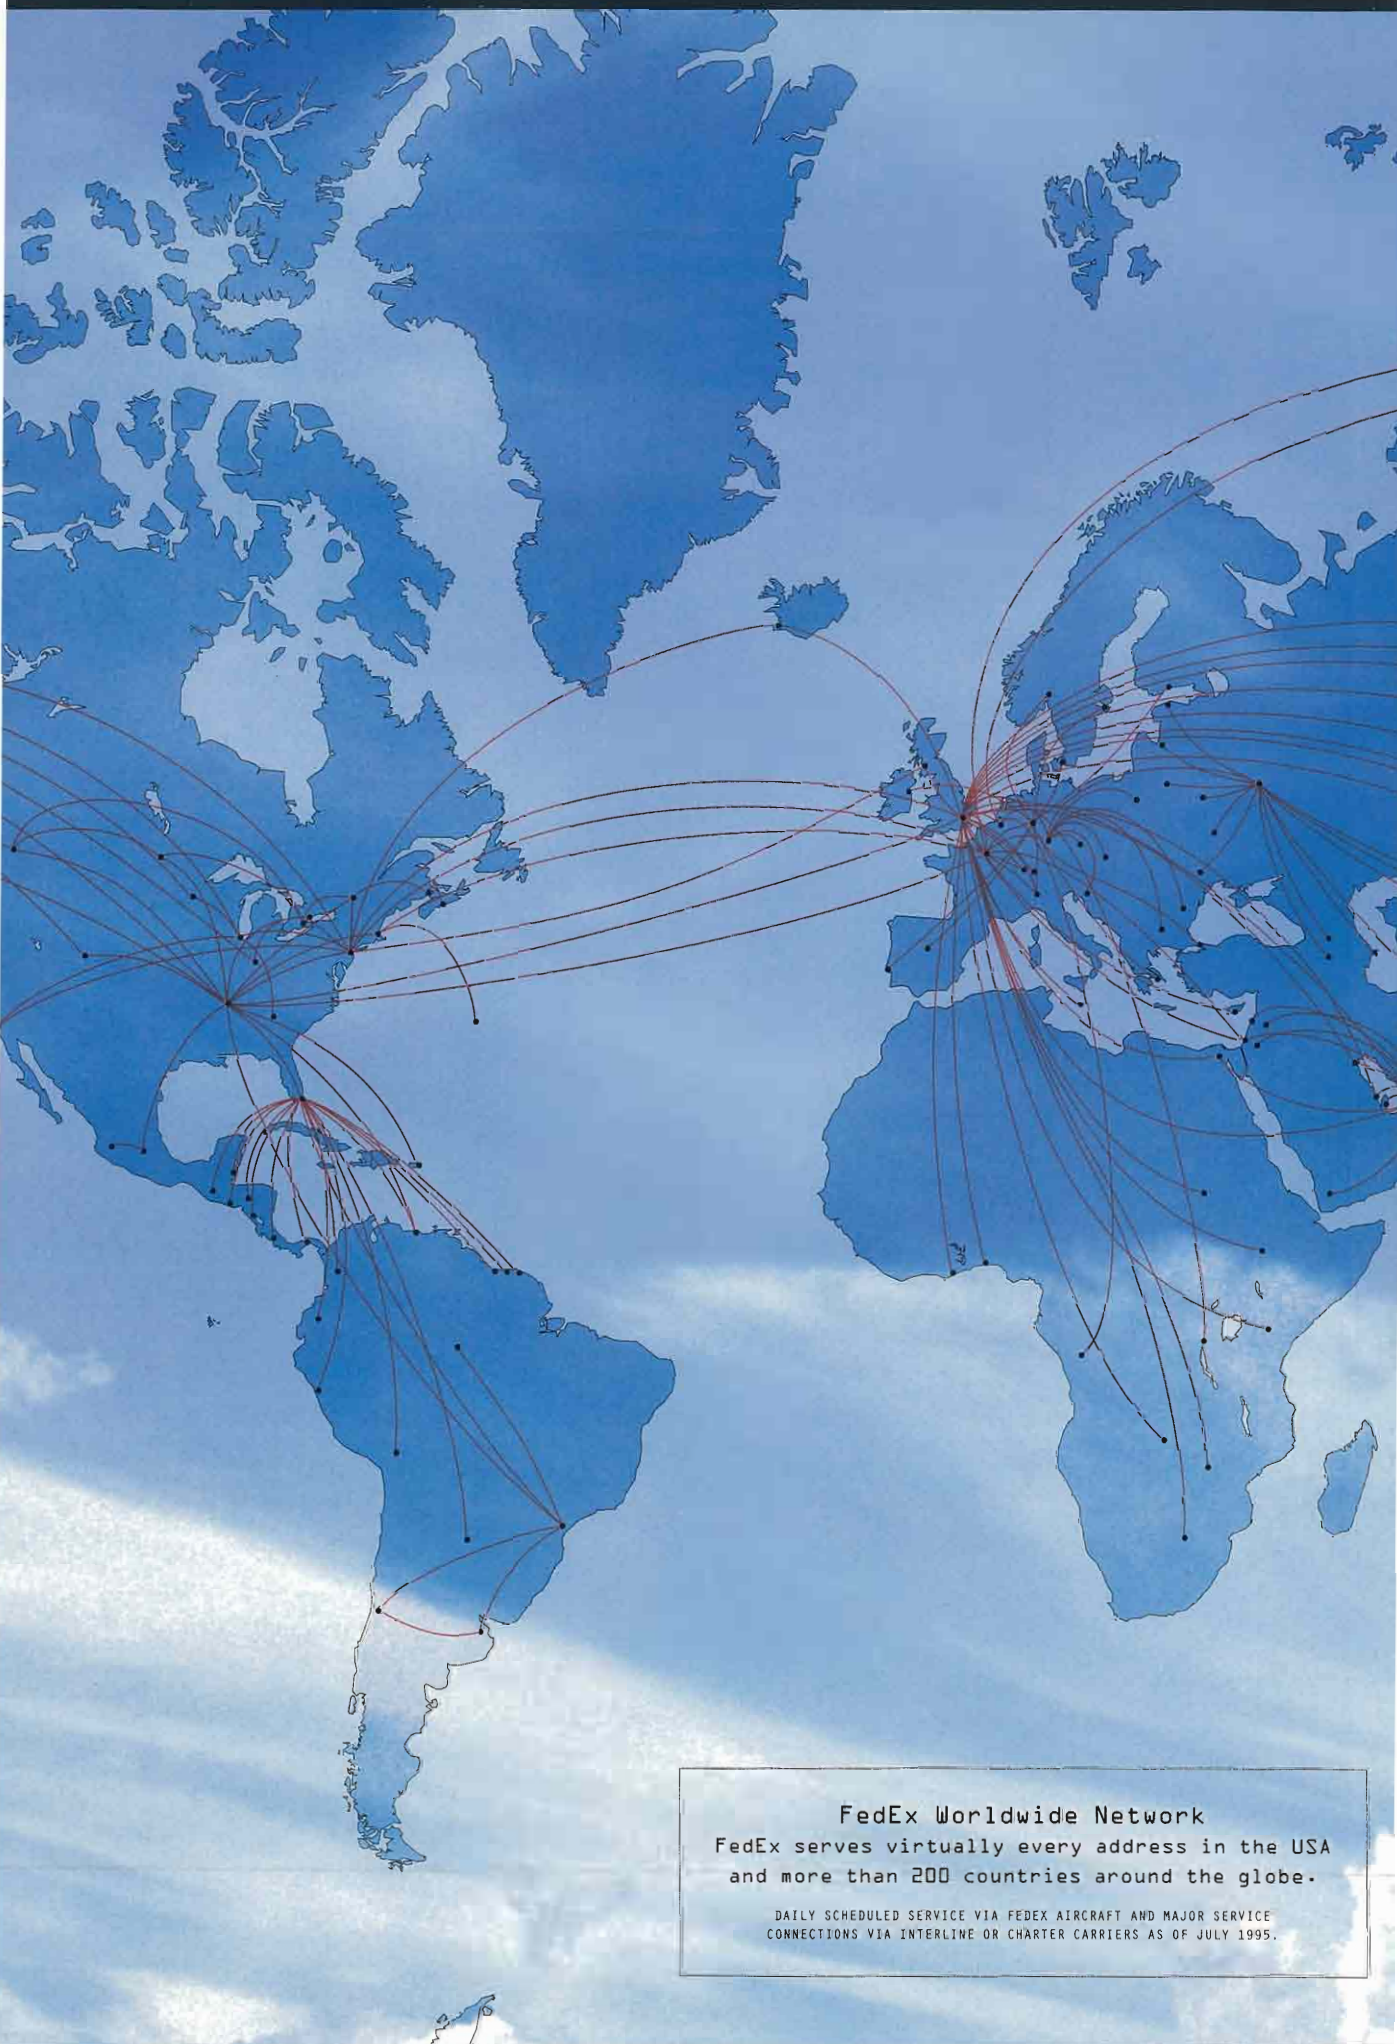 FedEx Worldwide Network
FedEx serves virtually every address in the USA
and more than 200 countries around the globe.
DAILY SCHEDULED SERVICE VIA FEDEX AIRCRAFT AND MAJOR SERVICE
CONNECTIONS VIA INTERLINE OR CHARTER CARRIERS AS OF JULY 1995.